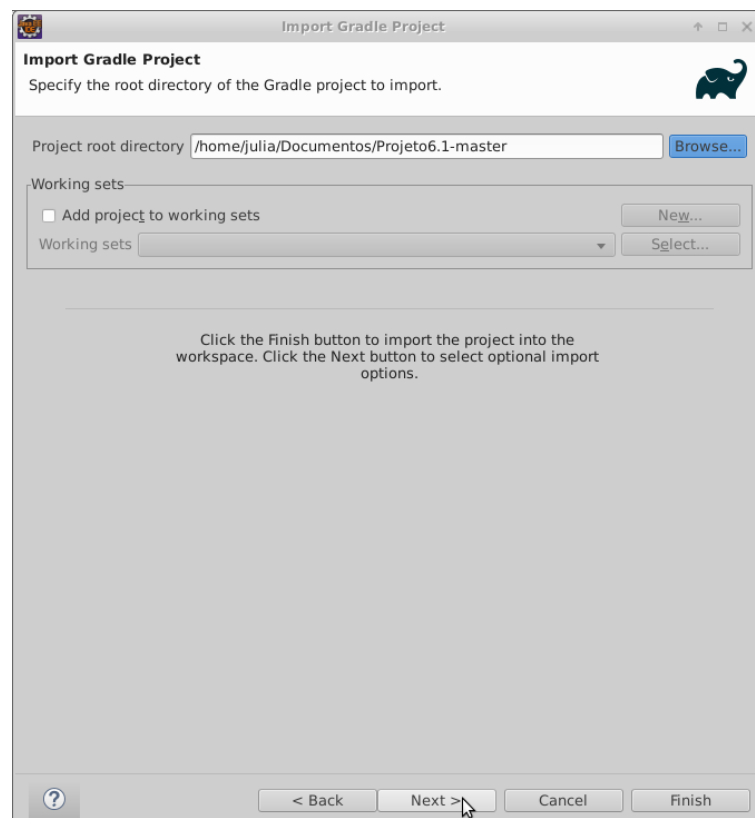 Import Gradle Project
Import Gradle Project
Specify the root directory of the Gradle project to import.
Project root directory /home/julia/Documentos/Projeto6.1-master Browse...
Working sets
Add project to working sets New...
Working sets Select...
Click the Finish button to import the project into the
workspace. Click the Next button to select optional import
options.
? < Back Next > Cancel Finish